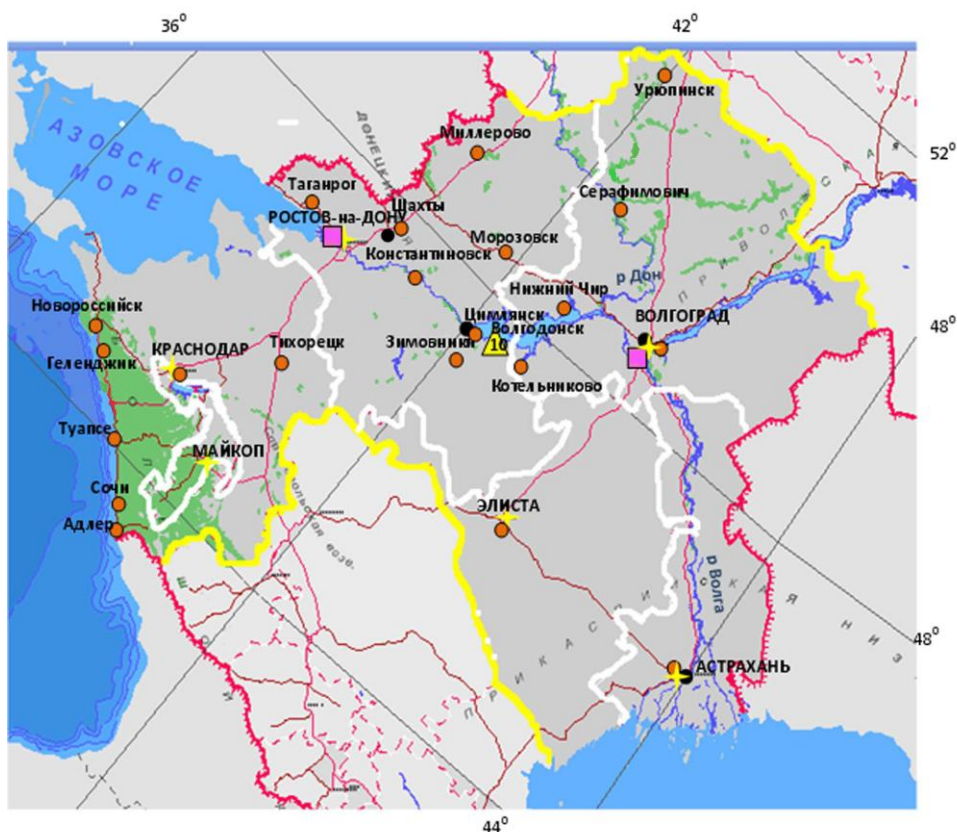 36°
42°
Урюпинск
АЗОВСКОЕ
МОРЕ
Миллерово
52°
Таганрог
Шахты
РОСТОВ-на-ДОНУ
Серафимович
Константиновск
Морозовск
р Дон
Нижний Чир
Новороссийск
Цимлянск
ВОЛГОГРАД
48°
КРАСНОДАР
Тихорецк
Зимовники
10
Волгодонск
Геленджик
Котельниково
Туапсе
МАЙКОП
Сочи
ЭЛИСТА
Адлер
р Волга
48°
АСТРАХАНЬ
44°